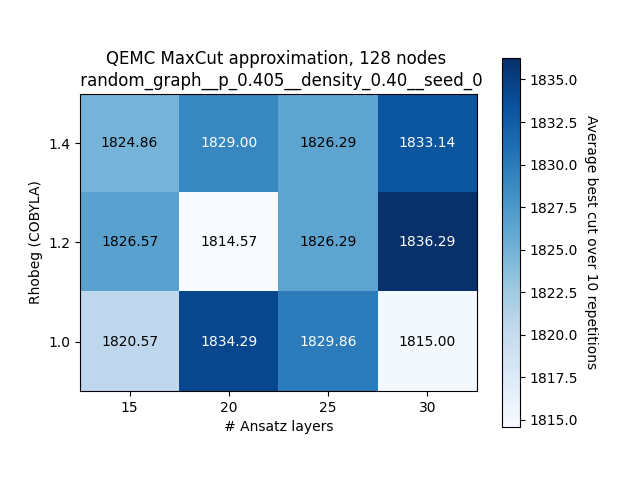 QEMC MaxCut approximation, 128 nodes
random_graph__p_0.405__density_0.40__seed_0
1.4
1824.86 1829.00 1826.29 1833.14
1.2
1826.57 1814.57 1826.29 1836.29
1.0
1820.57 1834.29 1829.86 1815.00
15 20 25 30
# Ansatz layers
Rhobeg (COBYLA)
1835.0
1832.5
1830.0
1827.5
1825.0
1822.5
1820.0
1817.5
1815.0
Average best cut over 10 repetitions